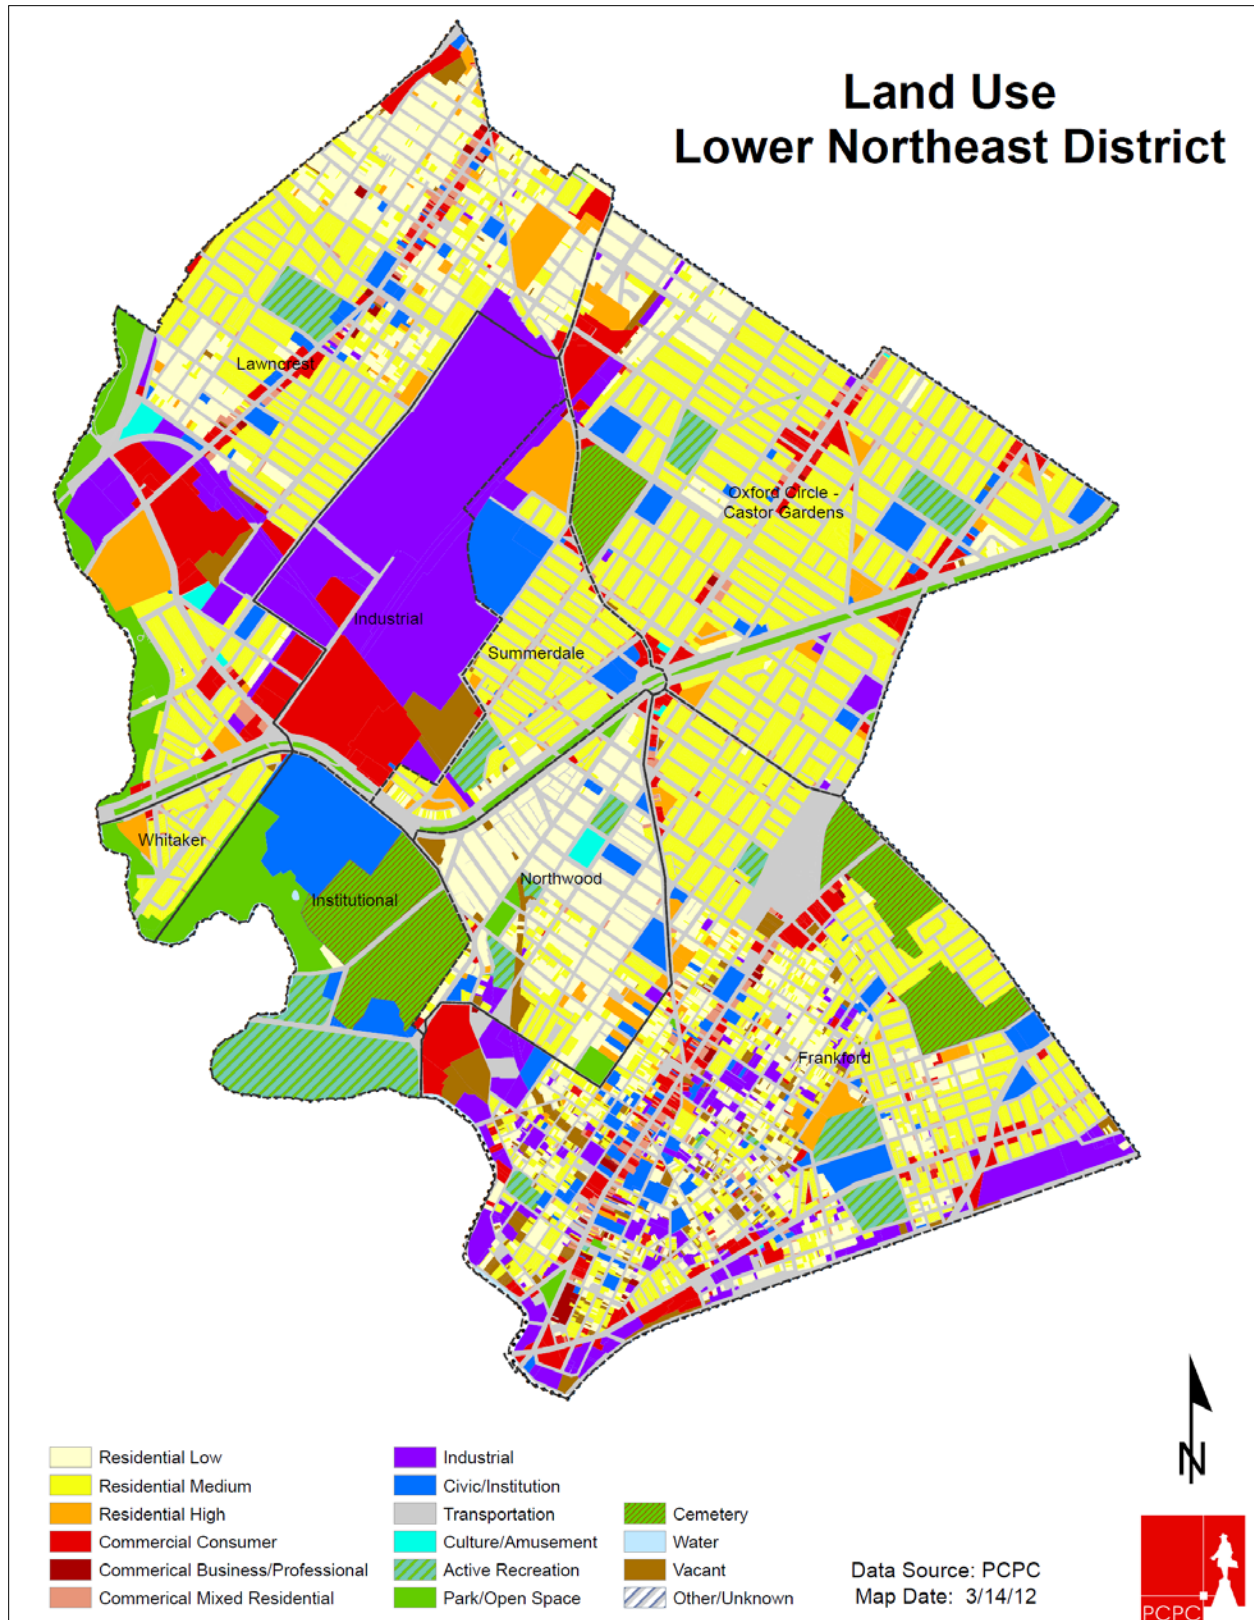 Land Use
Lower Northeast District
Lawncrest
Oxford Circle -
Castor Gardens
Industrial
Summerdale
Whitaker
Institutional
Northwood
Frankford
N
Residential Low
Residential Medium
Residential High
Commercial Consumer
Commerical Business/Professional
Commerical Mixed Residential
Industrial
Civic/Institution
Transportation
Culture/Amusement
Active Recreation
Park/Open Space
Cemetery
Water
Vacant
Other/Unknown
Data Source: PCPC
Map Date: 3/14/12
PCPC